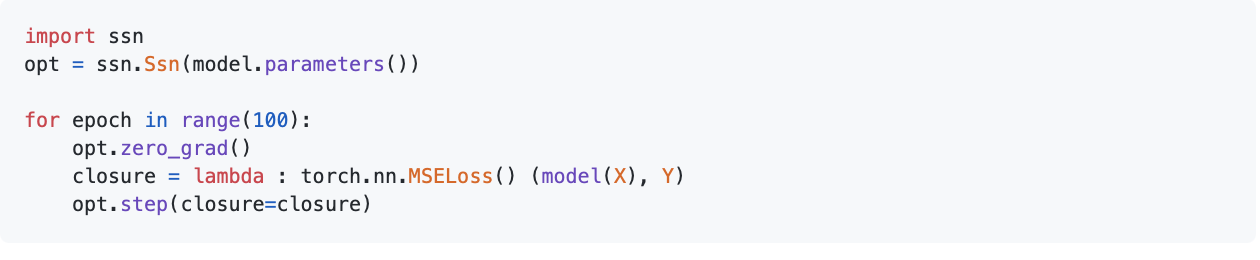 import ssn
opt = ssn.Ssn(model.parameters())
for epoch in range(100):
    opt.zero_grad()
    closure = lambda : torch.nn.MSELoss() (model(X), Y)
    opt.step(closure=closure)